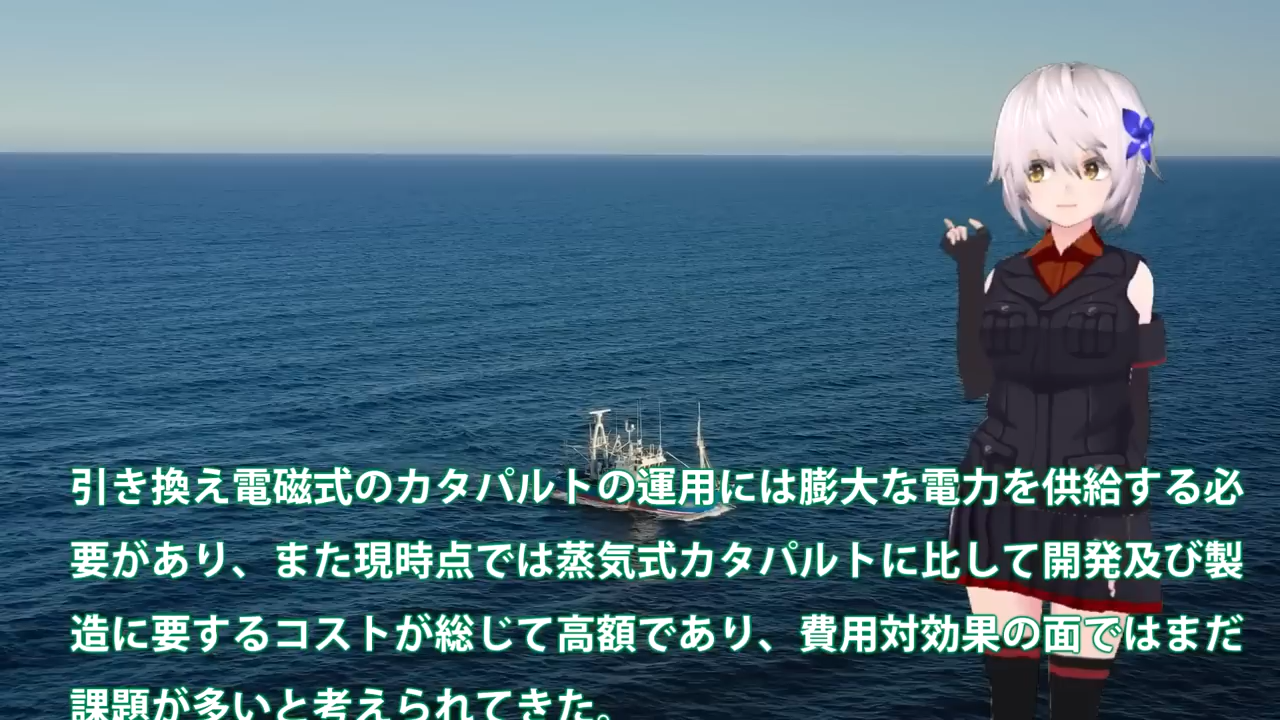 引き換え電磁式のカタパルトの運用には膨大な電力を供給する必
要があり、また現時点では蒸気式カタパルトに比して開発及び製
造に要するコストが総じて高額であり、費用対効果の面ではまだ
課題が多いと考えられてきた。